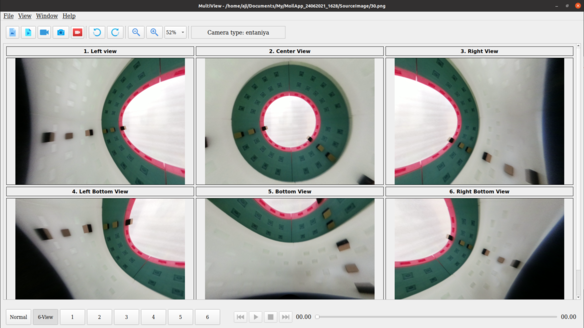 MultiView - /home/aji/Documents/My/MoilApp_24062021_1628/SourceImage/30.png
File View Window Help
52% Camera type: entaniya
1. Left view 2. Center View 3. Right View
4. Left Bottom View 5. Bottom View 6. Right Bottom View
Normal 6-View 1 2 3 4 5 6 00.00 00.00